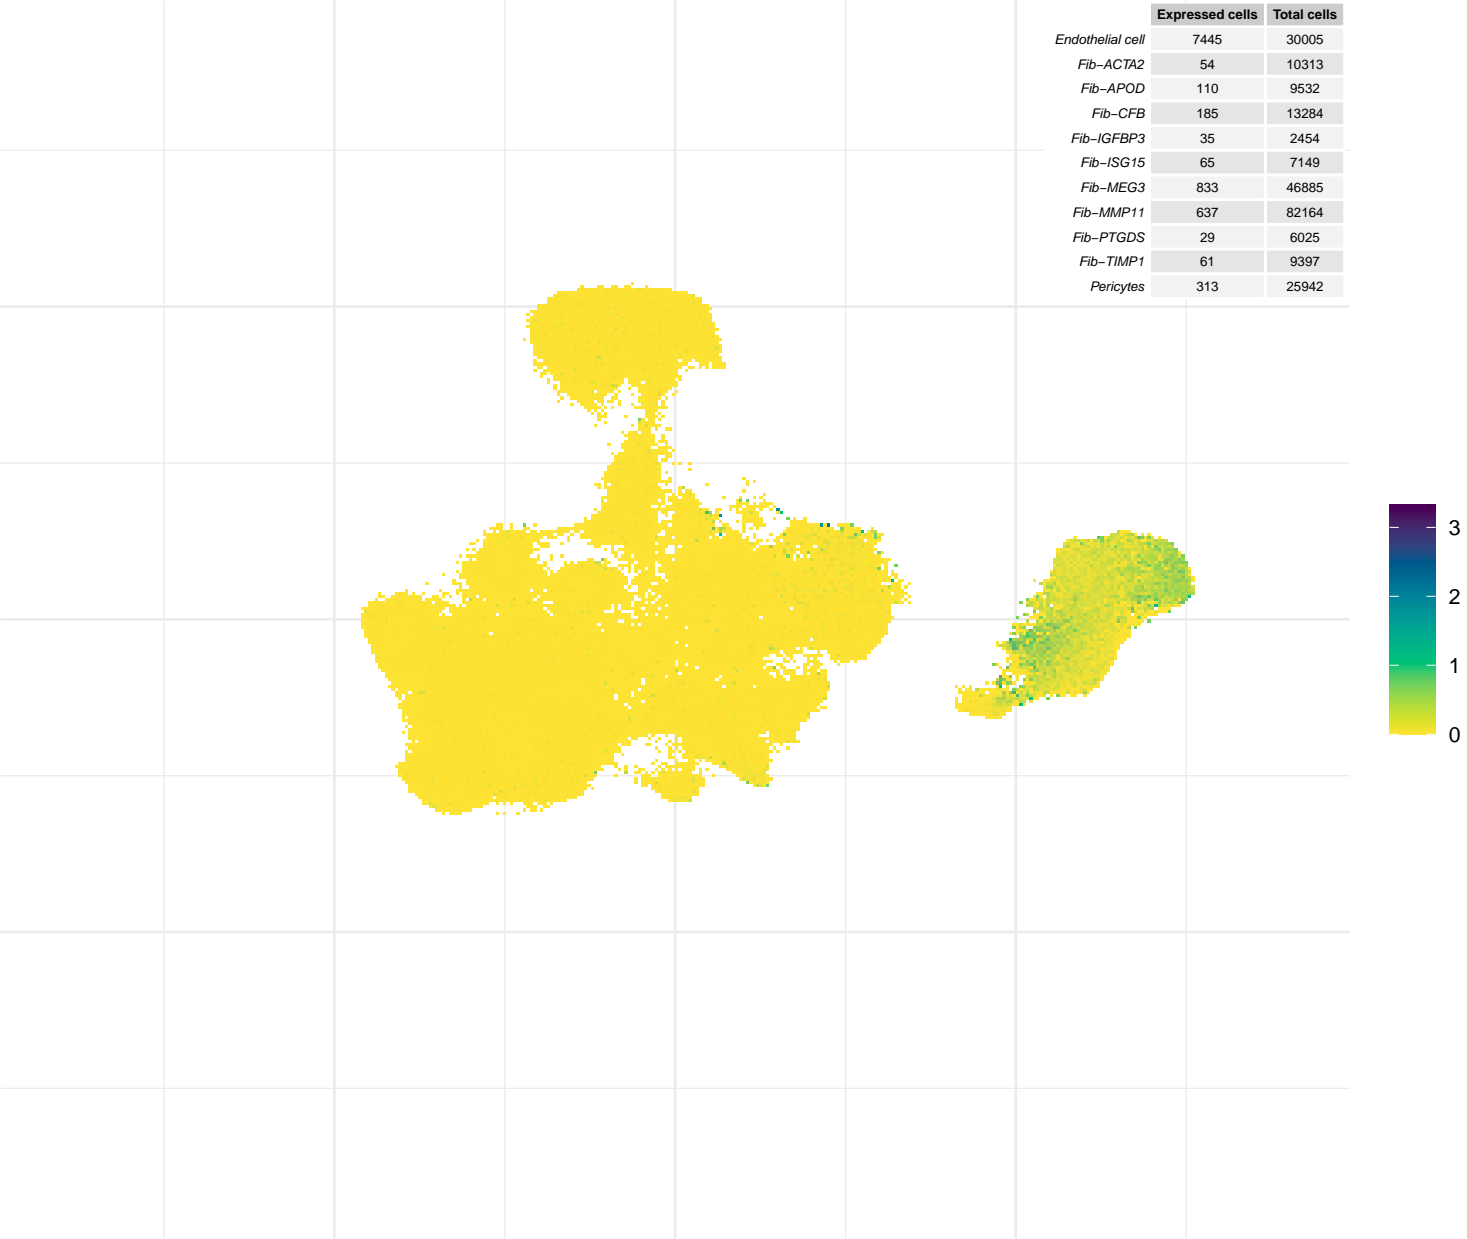 Expressed cells Total cells
Endothelial cell 7445 30005
Fib−ACTA2 54 10313
Fib−APOD 110 9532
Fib−CFB 185 13284
Fib−IGFBP3 35 2454
Fib−ISG15 65 7149
Fib−MEG3 833 46885
Fib−MMP11 637 82164
Fib−PTGDS 29 6025
Fib−TIMP1 61 9397
Pericytes 313 25942
3
2
1
0